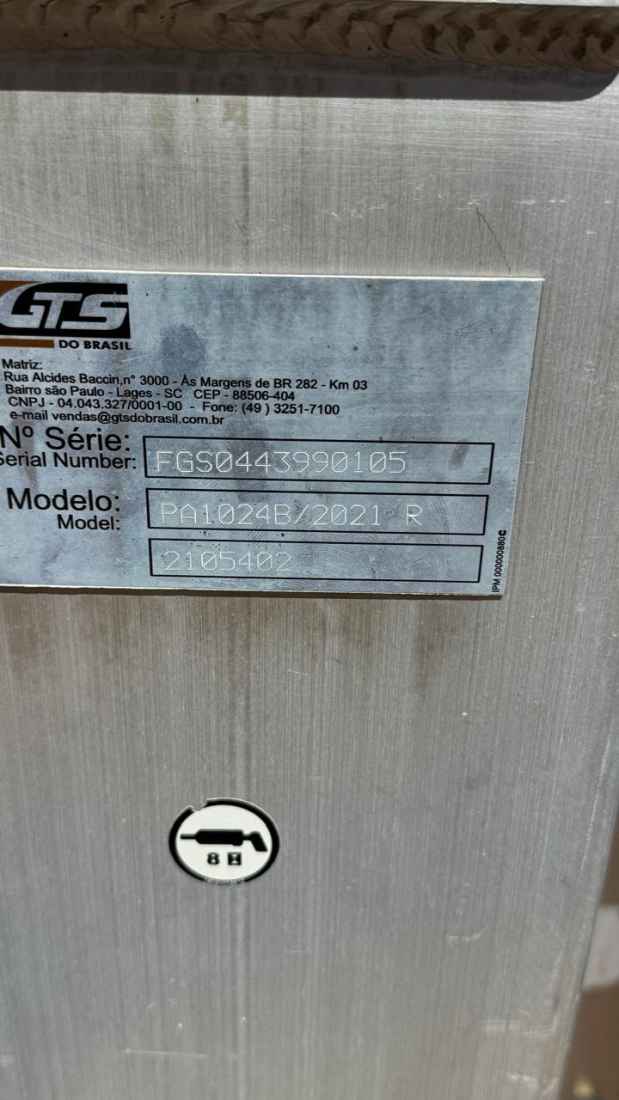 GTS
DO BRASIL
Matriz:
Rua Alcides Baccin,n° 3000 - Às Margens de BR 282 - Km 03
Bairro são Paulo - Lages - SC CEP - 88506-404
CNPJ - 04.043.327/0001-00 - Fone: (49 ) 3251-7100
e-mail vendas@gtsdobrasil.com.br
Nº Série:
Serial Number:
FGS0443990105
Modelo:
Model:
PA1024B/2021 R
2105402
8 H